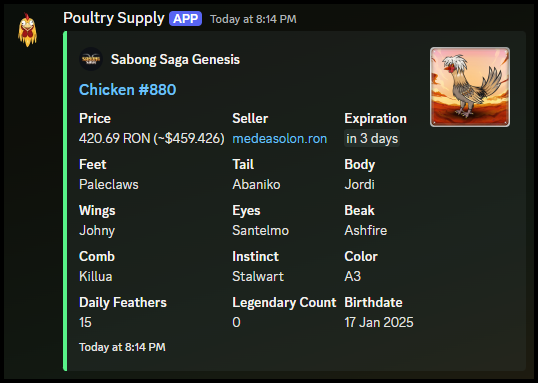 Poultry Supply APP Today at 8:14 PM
Sabong Saga Genesis
Chicken #880
Price Seller Expiration
420.69 RON (~$459.426) medeasolon.ron in 3 days
Feet Tail Body
Paleclaws Abaniko Jordi
Wings Eyes Beak
Johny Santelmo Ashfire
Comb Instinct Color
Killua Stalwart A3
Daily Feathers Legendary Count Birthdate
15 0 17 Jan 2025
Today at 8:14 PM